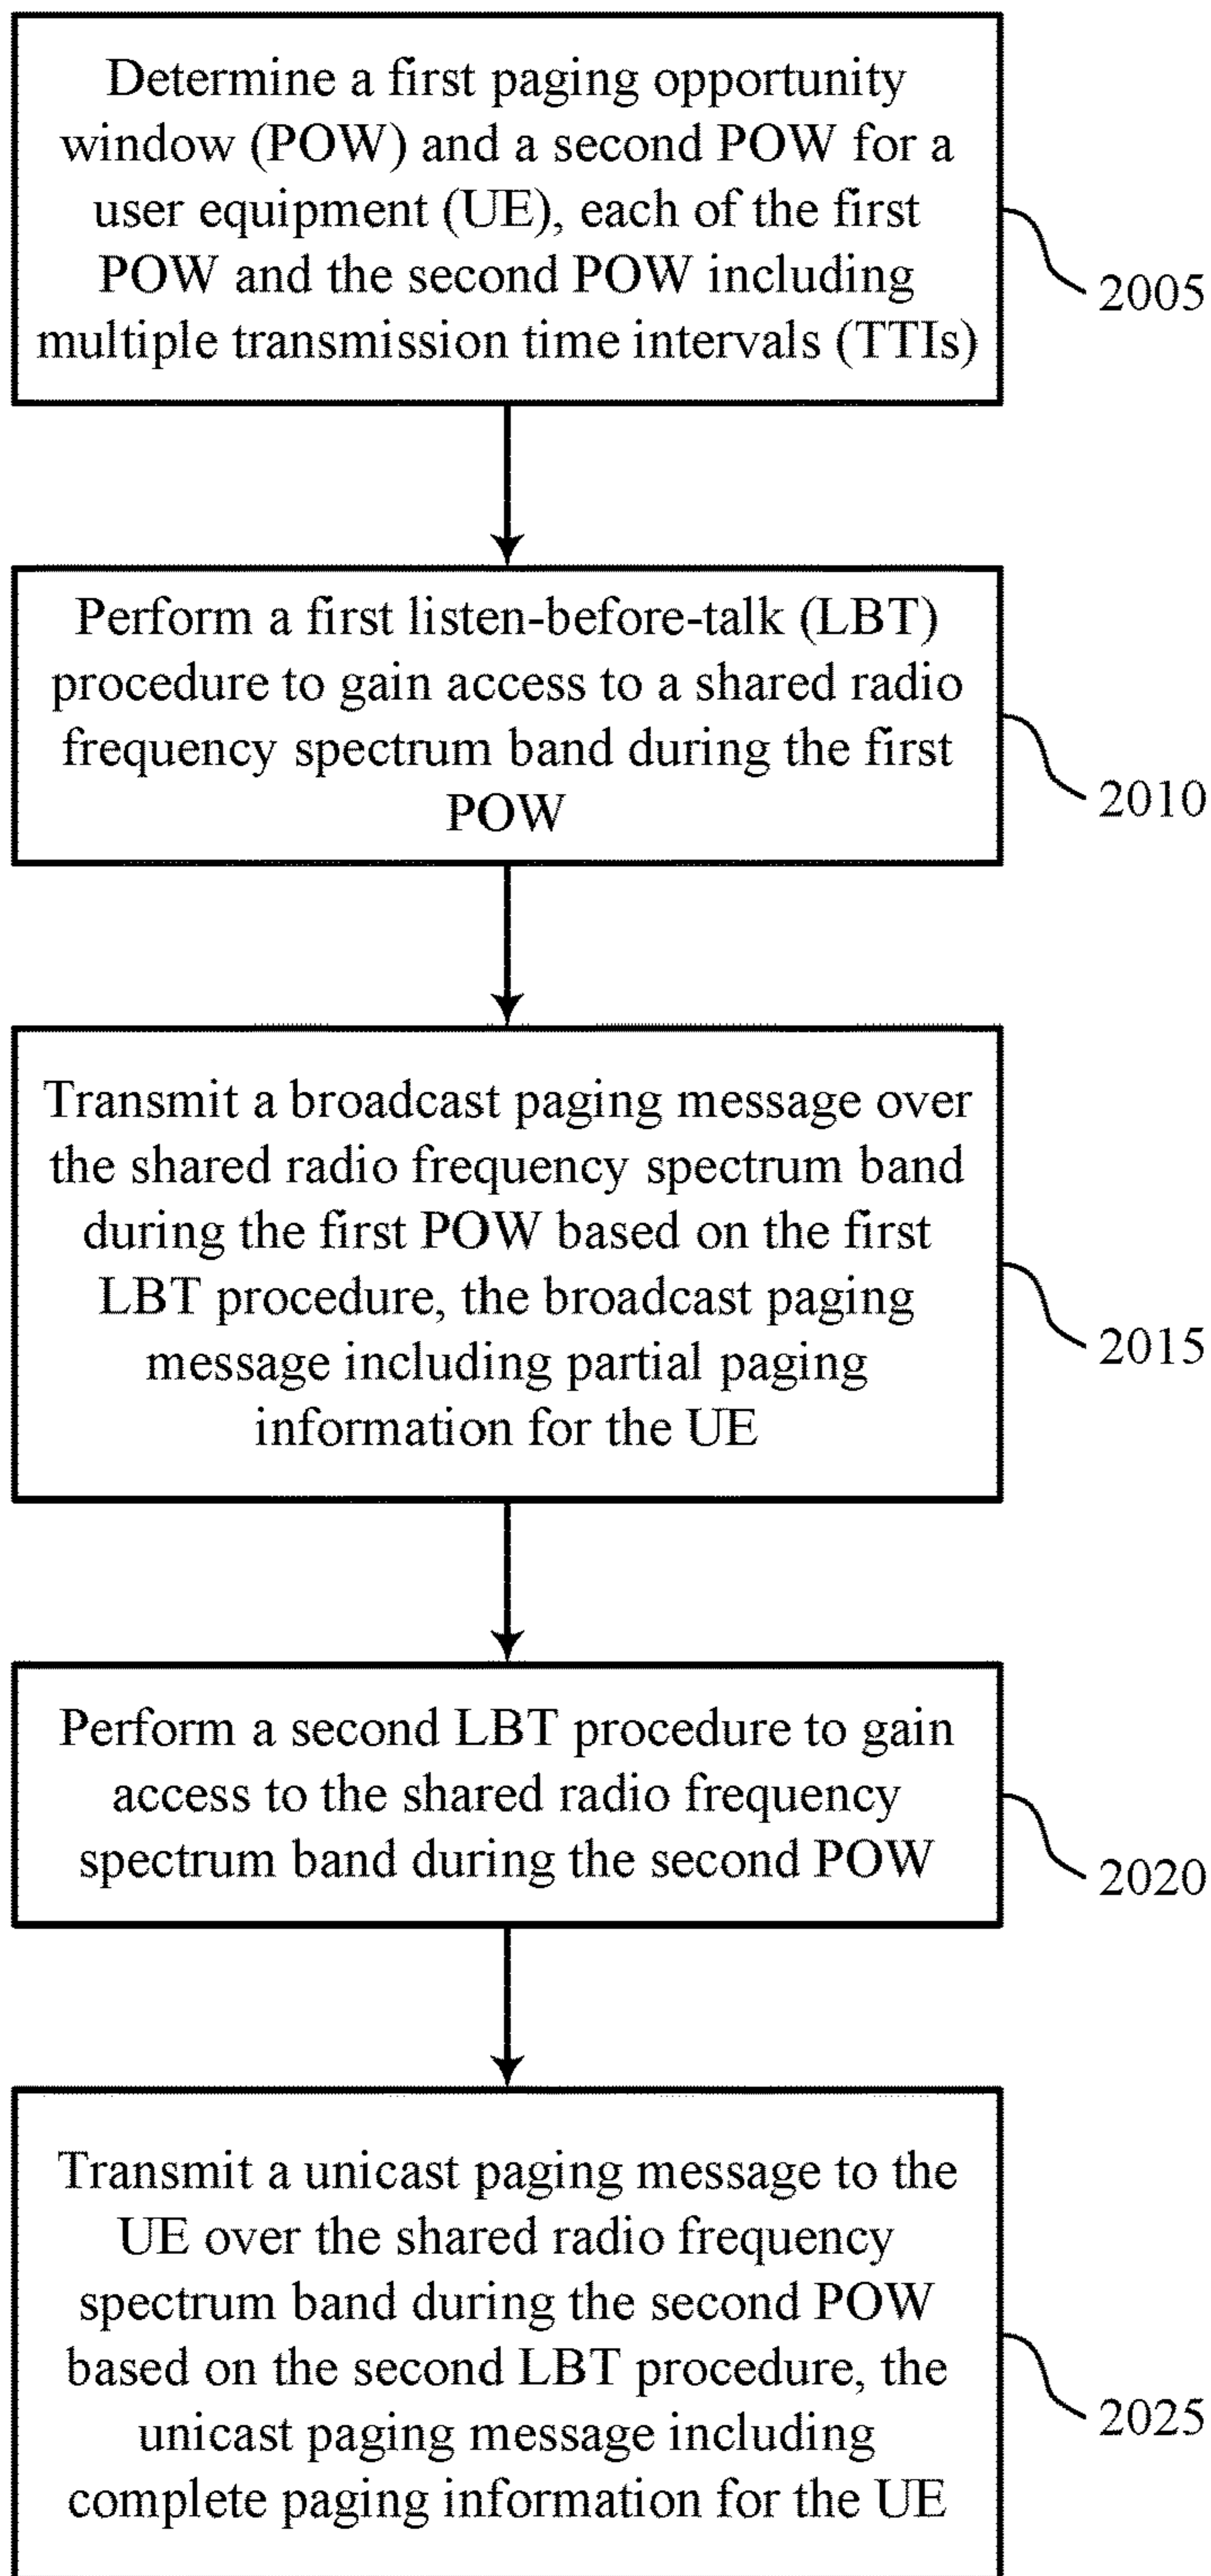 Determine a first paging opportunity
window (POW) and a second POW for a
user equipment (UE), each of the first
POW and the second POW including
multiple transmission time intervals (TTIs)
2005
Perform a first listen-before-talk (LBT)
procedure to gain access to a shared radio
frequency spectrum band during the first
POW
2010
Transmit a broadcast paging message over
the shared radio frequency spectrum band
during the first POW based on the first
LBT procedure, the broadcast paging
message including partial paging
information for the UE
2015
Perform a second LBT procedure to gain
access to the shared radio frequency
spectrum band during the second POW
2020
Transmit a unicast paging message to the
UE over the shared radio frequency
spectrum band during the second POW
based on the second LBT procedure, the
unicast paging message including
complete paging information for the UE
2025